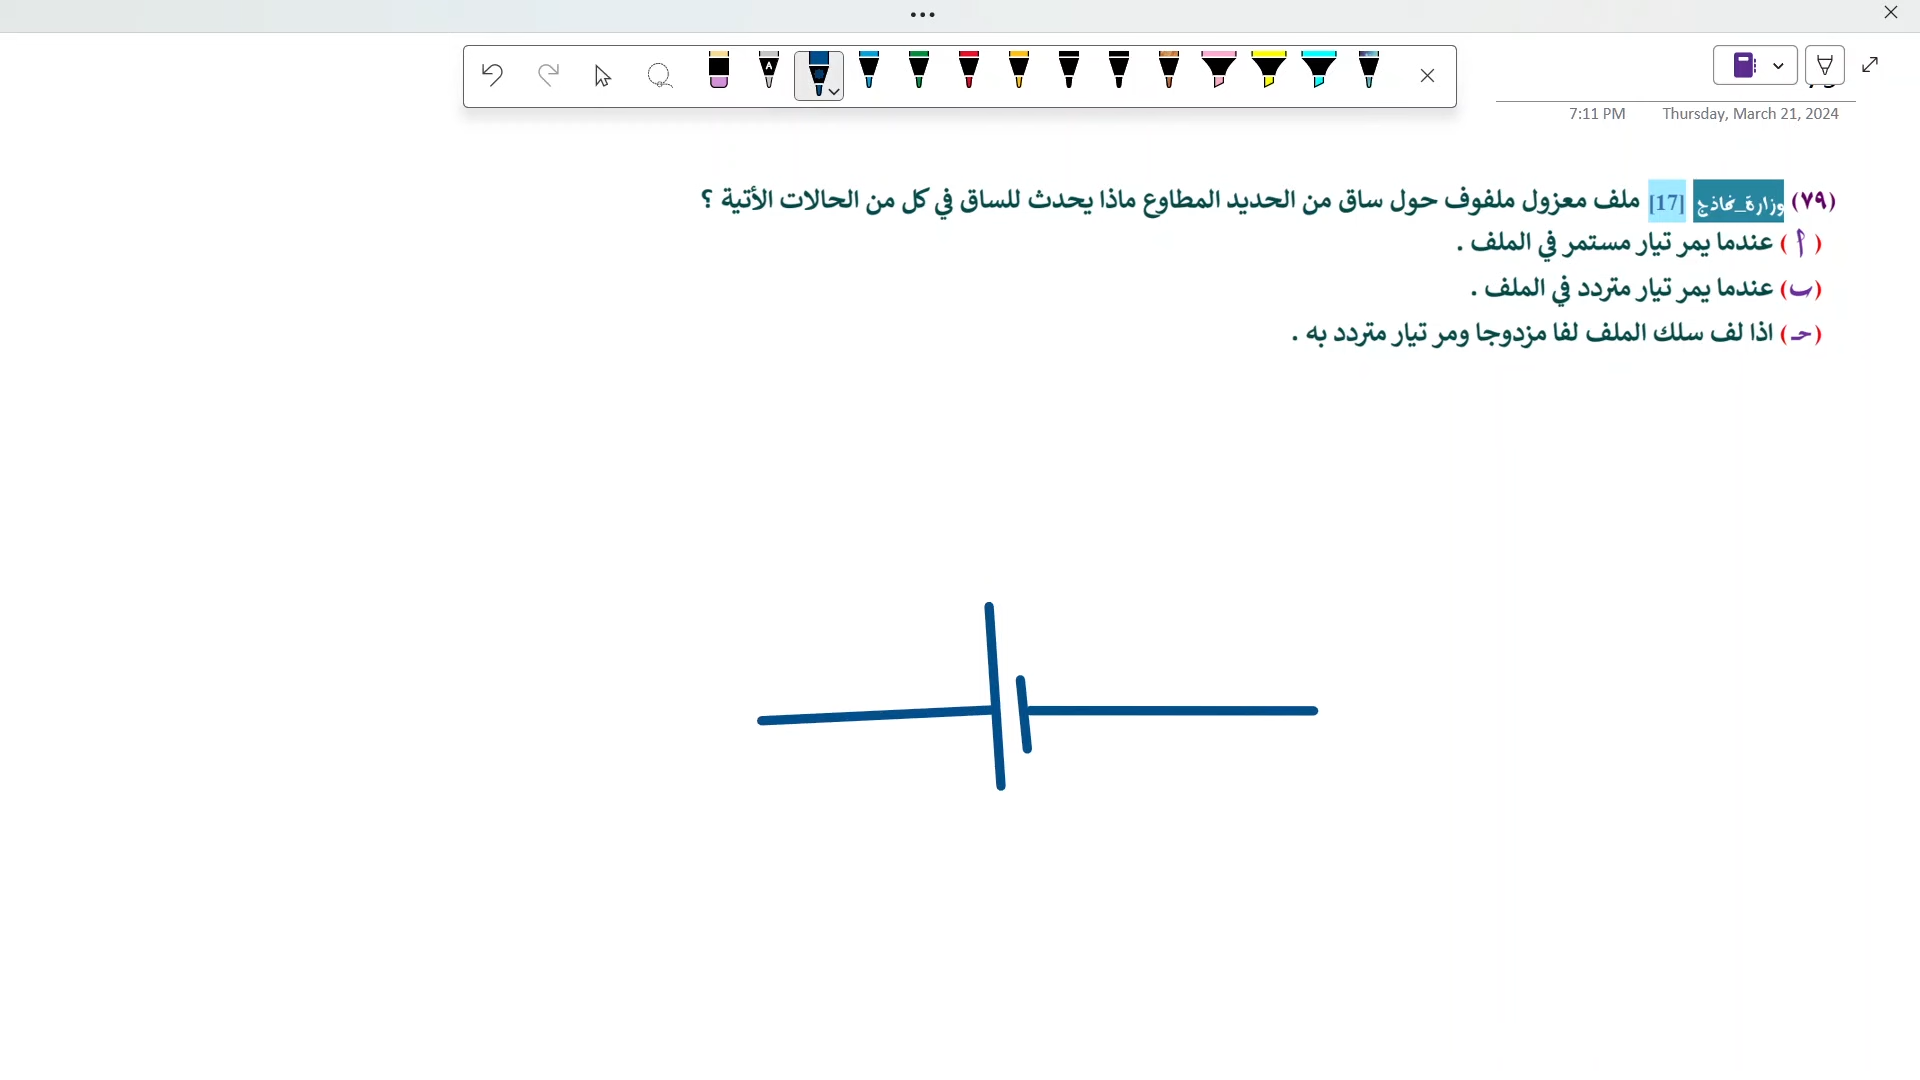 7:11 PM Thursday, March 21, 2024
(٧٩) وزارة_نماذج [17] ملف معزول ملفوف حول ساق من الحديد المطاوع ماذا يحدث للساق في كل من الحالات الأتية ؟
(أ) عندما يمر تيار مستمر في الملف .
(ب) عندما يمر تيار متردد في الملف .
(حـ) اذا لف سلك الملف لفا مزدوجا ومر تيار متردد به .